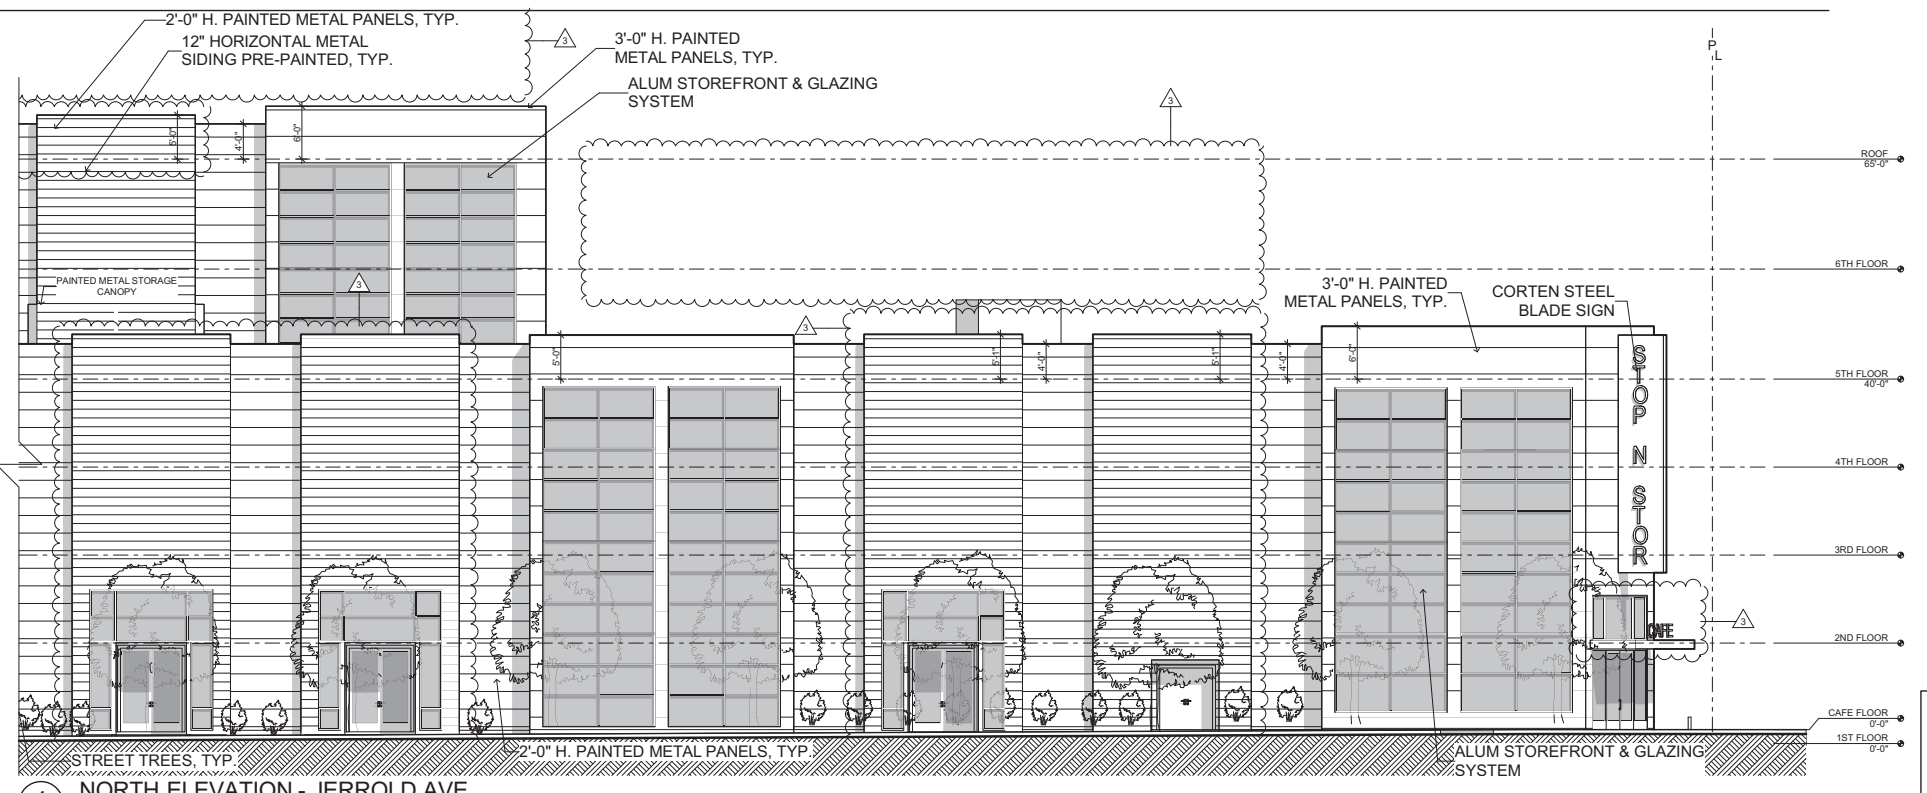 2'-0" H. PAINTED METAL PANELS, TYP.
12" HORIZONTAL METAL
SIDING PRE-PAINTED, TYP.
3
3'-0" H. PAINTED
METAL PANELS, TYP.
ALUM STOREFRONT & GLAZING
SYSTEM
P
L
3
5'-0"
4'-0"
6'-0"
ROOF
65'-0"
6TH FLOOR
PAINTED METAL STORAGE
CANOPY
3
3
3'-0" H. PAINTED
METAL PANELS, TYP.
CORTEN STEEL
BLADE SIGN
5'-0"
5'-1"
4'-0"
5'-1"
4'-0"
6'-0"
STOP N STOR
5TH FLOOR
40'-0"
4TH FLOOR
3RD FLOOR
3
CAFE
2ND FLOOR
CAFE FLOOR
0'-0"
1ST FLOOR
0'-0"
STREET TREES, TYP.
2'-0" H. PAINTED METAL PANELS, TYP.
ALUM STOREFRONT & GLAZING
SYSTEM
NORTH ELEVATION - JERROLD AVE